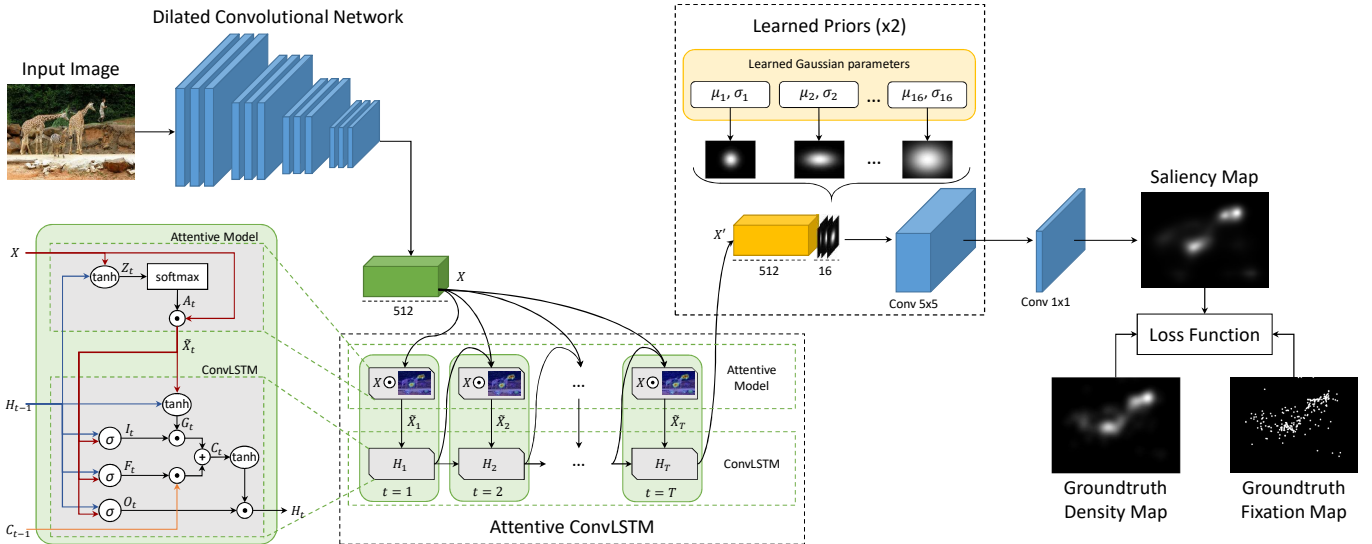 Dilated Convolutional Network
Input Image
Learned Priors (x2)
Learned Gaussian parameters
μ₁, σ₁
μ₂, σ₂
...
μ₁₆, σ₁₆
...
X′
512
16
Conv 5x5
Conv 1x1
Saliency Map
Loss Function
Groundtruth
Density Map
Groundtruth
Fixation Map
X
512
Attentive Model
X
tanh
Zₜ
softmax
Aₜ
X̃ₜ
ConvLSTM
Hₜ₋₁
tanh
Gₜ
σ
Iₜ
σ
Fₜ
+
Cₜ
tanh
σ
Oₜ
Hₜ
Cₜ₋₁
X
X
...
X
Attentive
Model
X̃₁
X̃₂
X̃_T
H₁
H₂
...
H_T
ConvLSTM
t = 1
t = 2
t = T
Attentive ConvLSTM